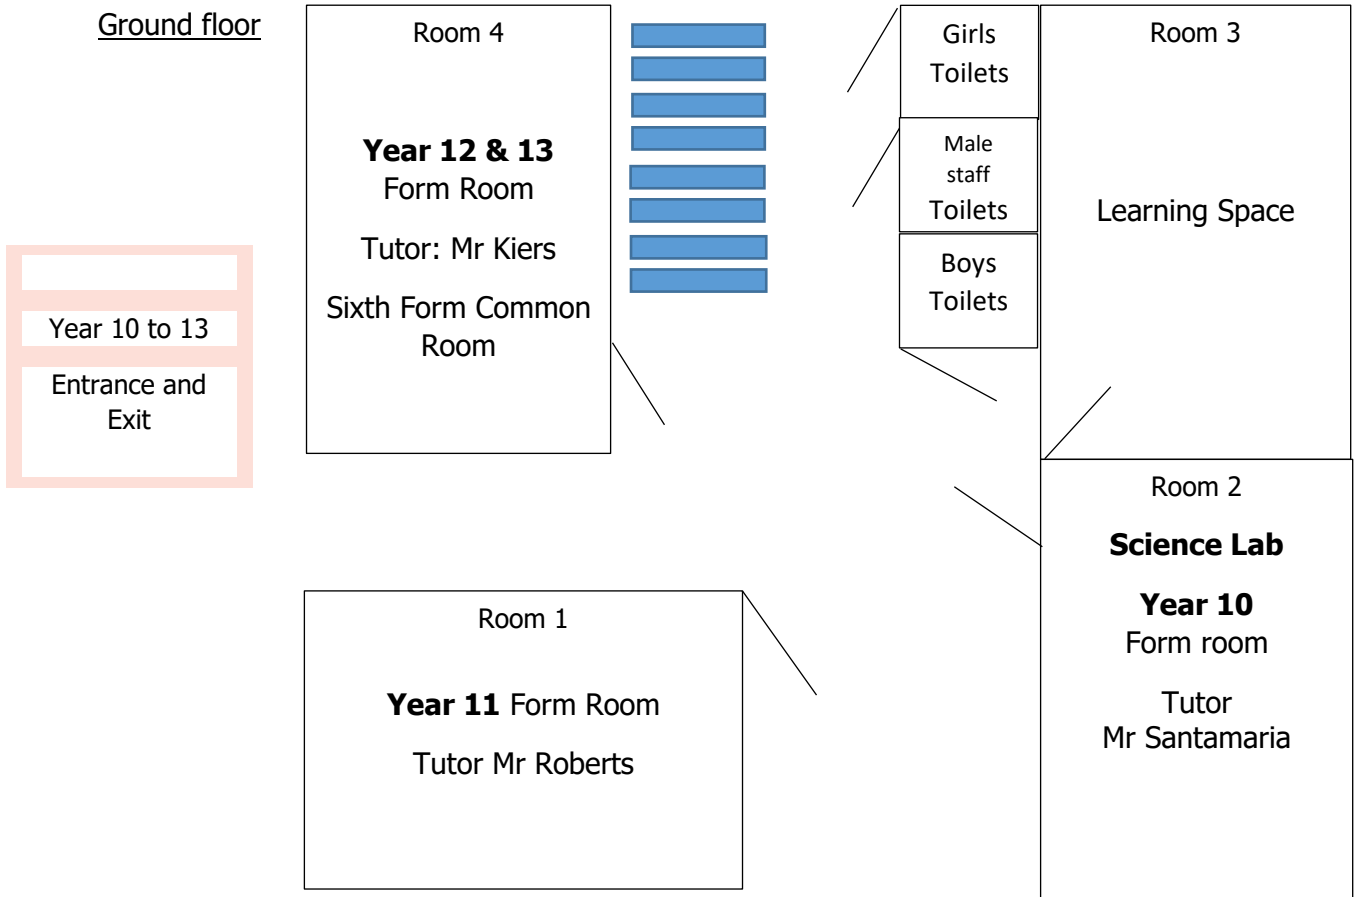 Ground floor
Room 4
Year 12 & 13
Form Room
Tutor: Mr Kiers
Sixth Form Common
Room
Girls
Toilets
Male
staff
Toilets
Boys
Toilets
Room 3
Learning Space
Year 10 to 13
Entrance and
Exit
Room 2
Science Lab
Year 10
Form room
Tutor
Mr Santamaria
Room 1
Year 11 Form Room
Tutor Mr Roberts